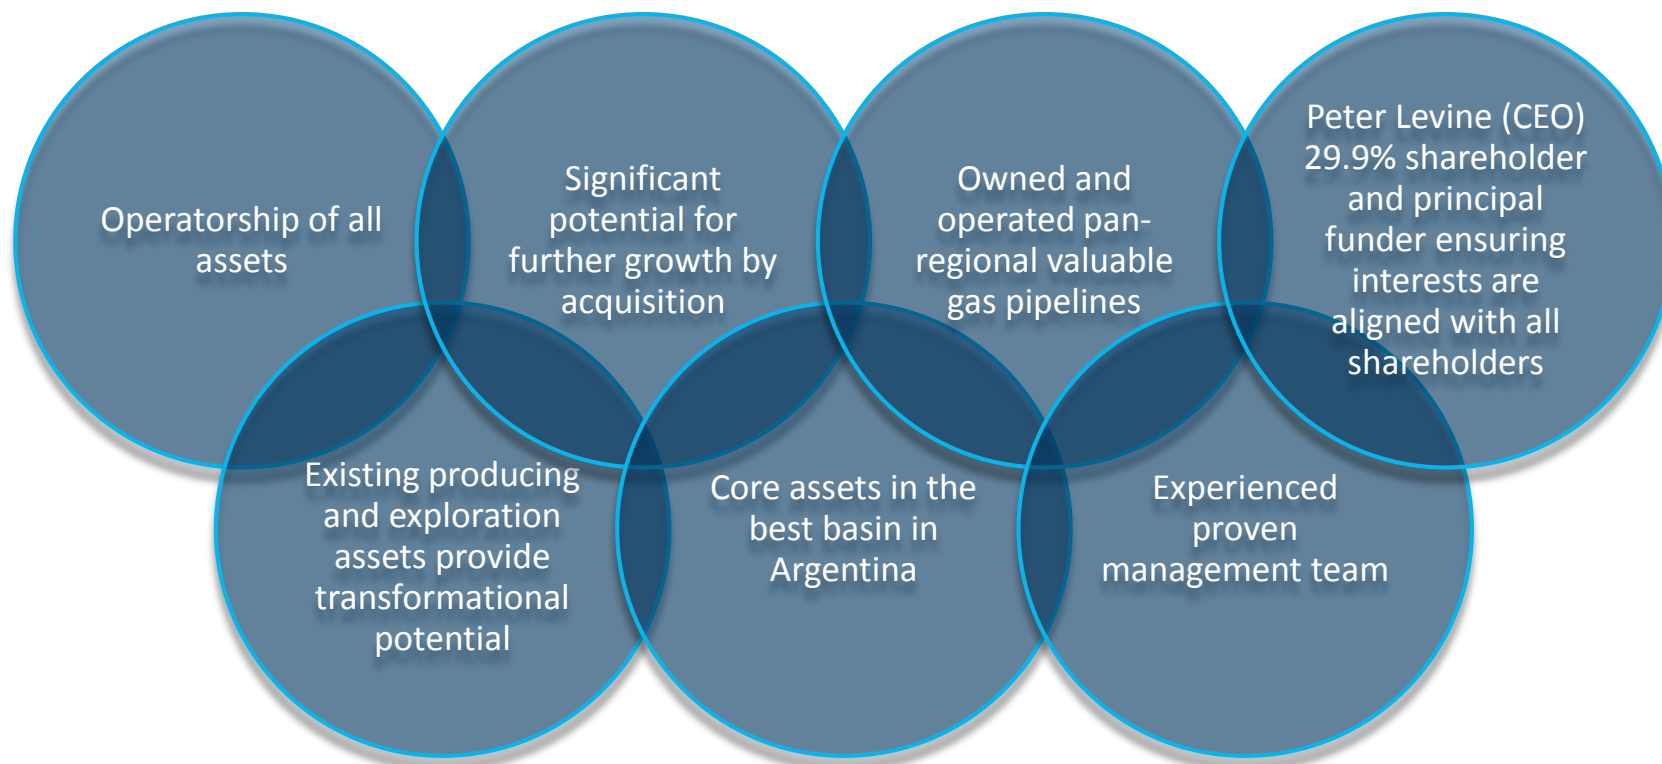 Operatorship of all
assets
Significant
potential for
further growth by
acquisition
Owned and
operated pan-
regional valuable
gas pipelines
Peter Levine (CEO)
29.9% shareholder
and principal
funder ensuring
interests are
aligned with all
shareholders
Existing producing
and exploration
assets provide
transformational
potential
Core assets in the
best basin in
Argentina
Experienced
proven
management team